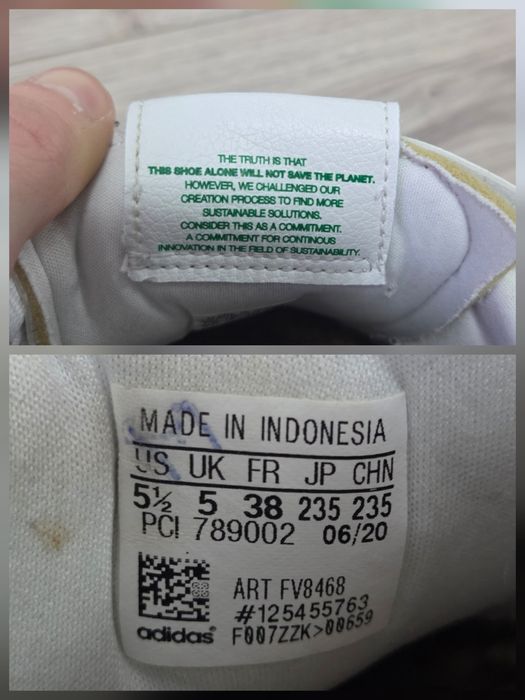 THE TRUTH IS THAT
THIS SHOE ALONE WILL NOT SAVE THE PLANET.
HOWEVER, WE CHALLENGED OUR
CREATION PROCESS TO FIND MORE
SUSTAINABLE SOLUTIONS.
CONSIDER THIS AS A COMMITMENT.
A COMMITMENT FOR CONTINOUS
INNOVATION IN THE FIELD OF SUSTAINABILITY.
MADE IN INDONESIA
US UK FR JP CHN
5½ 5 38 235 235
PCI 789002 06/20
ART FV8468
#125455763
adidas F007ZZK>00659